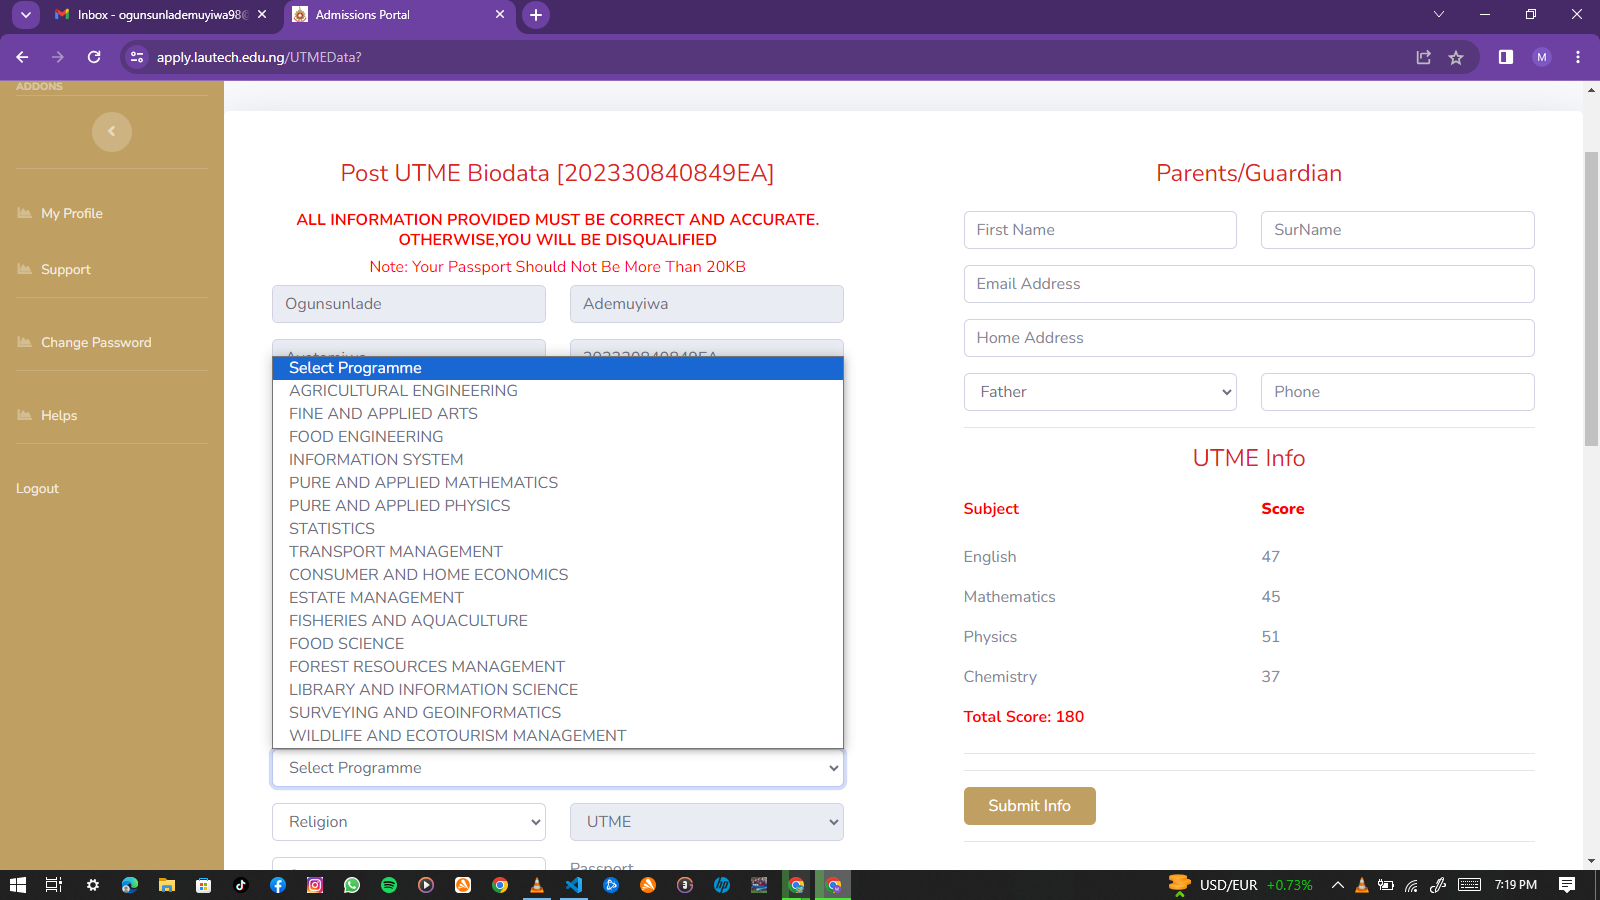 Inbox - ogunsunlademuyiwa98@
Admissions Portal
apply.lautech.edu.ng/UTMEData?
M
ADDONS
My Profile
Support
Change Password
Helps
Logout
Post UTME Biodata [202330840849EA]
ALL INFORMATION PROVIDED MUST BE CORRECT AND ACCURATE.
OTHERWISE,YOU WILL BE DISQUALIFIED
Note: Your Passport Should Not Be More Than 20KB
Ogunsunlade
Ademuyiwa
202330840849EA
Select Programme
AGRICULTURAL ENGINEERING
FINE AND APPLIED ARTS
FOOD ENGINEERING
INFORMATION SYSTEM
PURE AND APPLIED MATHEMATICS
PURE AND APPLIED PHYSICS
STATISTICS
TRANSPORT MANAGEMENT
CONSUMER AND HOME ECONOMICS
ESTATE MANAGEMENT
FISHERIES AND AQUACULTURE
FOOD SCIENCE
FOREST RESOURCES MANAGEMENT
LIBRARY AND INFORMATION SCIENCE
SURVEYING AND GEOINFORMATICS
WILDLIFE AND ECOTOURISM MANAGEMENT
Select Programme
Religion
UTME
Passport
Parents/Guardian
First Name
SurName
Email Address
Home Address
Father
Phone
UTME Info
Subject Score
English 47
Mathematics 45
Physics 51
Chemistry 37
Total Score: 180
Submit Info
USD/EUR +0.73%
7:19 PM